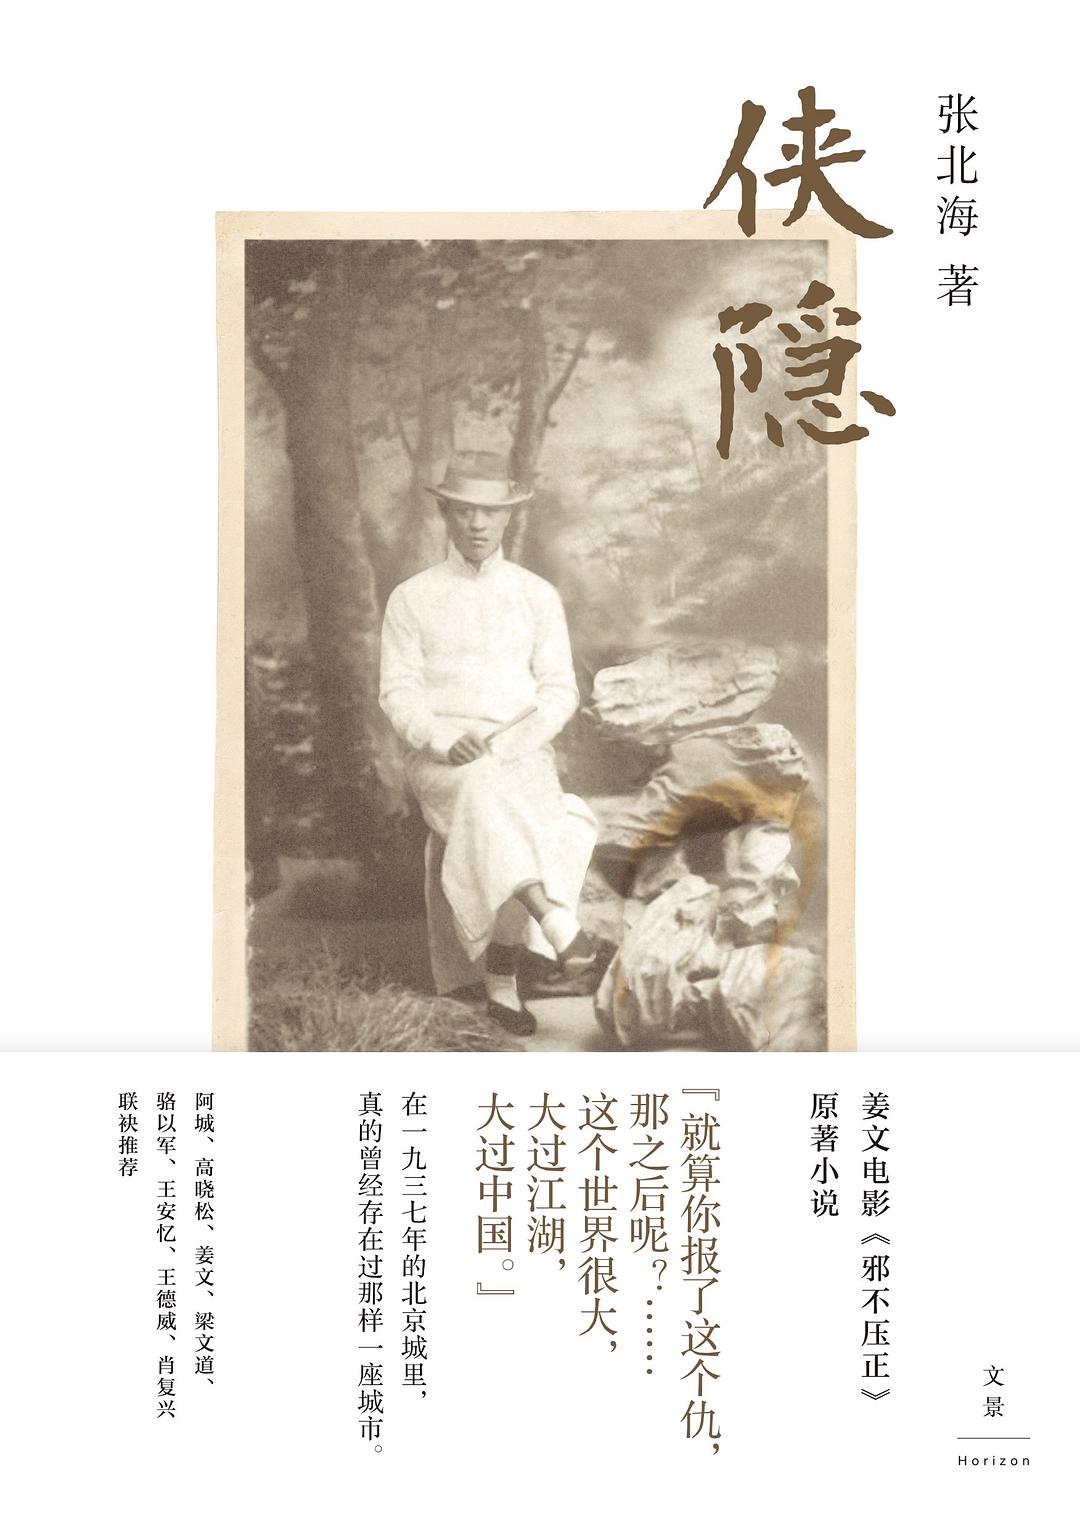 张北海 著
侠隐
姜文电影《邪不压正》
原著小说
『就算你报了这个仇，
那之后呢？……
这个世界很大，
大过江湖，
大过中国。』
在一九三七年的北京城里，
真的曾经存在过那样一座城市。
阿城、高晓松、姜文、梁文道、
骆以军、王安忆、王德威、肖复兴
联袂推荐
文景
Horizon